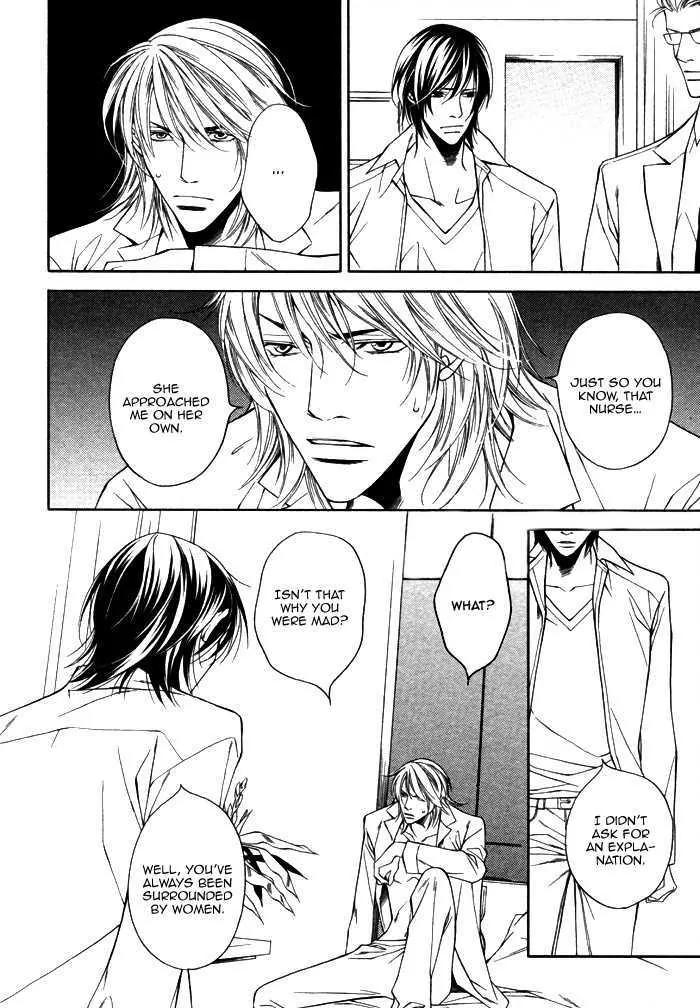 ...
JUST SO YOU
KNOW, THAT
NURSE...
SHE
APPROACHED
ME ON HER
OWN.
I DIDN'T
ASK FOR
AN EXPLA-
NATION.
WHAT?
ISN'T THAT
WHY YOU
WERE MAD?
WELL, YOU'VE
ALWAYS BEEN
SURROUNDED
BY WOMEN.